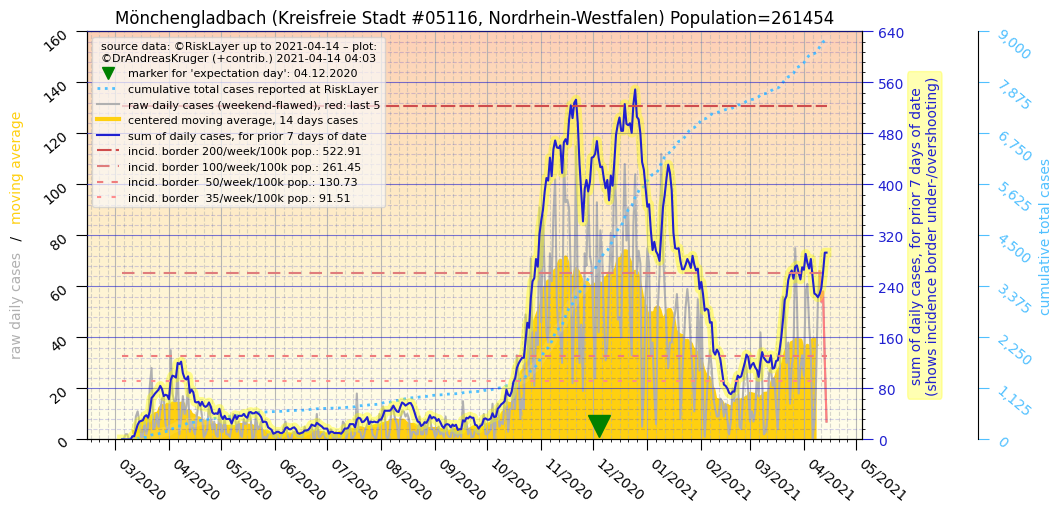 Mönchengladbach (Kreisfreie Stadt #05116, Nordrhein-Westfalen) Population=261454
source data: ©RiskLayer up to 2021-04-14 – plot:
©DrAndreasKruger (+contrib.) 2021-04-14 04:03
marker for 'expectation day': 04.12.2020
cumulative total cases reported at RiskLayer
raw daily cases (weekend-flawed), red: last 5
centered moving average, 14 days cases
sum of daily cases, for prior 7 days of date
incid. border 200/week/100k pop.: 522.91
incid. border 100/week/100k pop.: 261.45
incid. border  50/week/100k pop.: 130.73
incid. border  35/week/100k pop.: 91.51
raw daily cases / moving average
160
140
120
100
80
60
40
20
0
640
560
480
400
320
240
160
80
0
sum of daily cases, for prior 7 days of date
(shows incidence border under-/overshooting)
9,000
7,875
6,750
5,625
4,500
3,375
2,250
1,125
0
cumulative total cases
03/2020
04/2020
05/2020
06/2020
07/2020
08/2020
09/2020
10/2020
11/2020
12/2020
01/2021
02/2021
03/2021
04/2021
05/2021